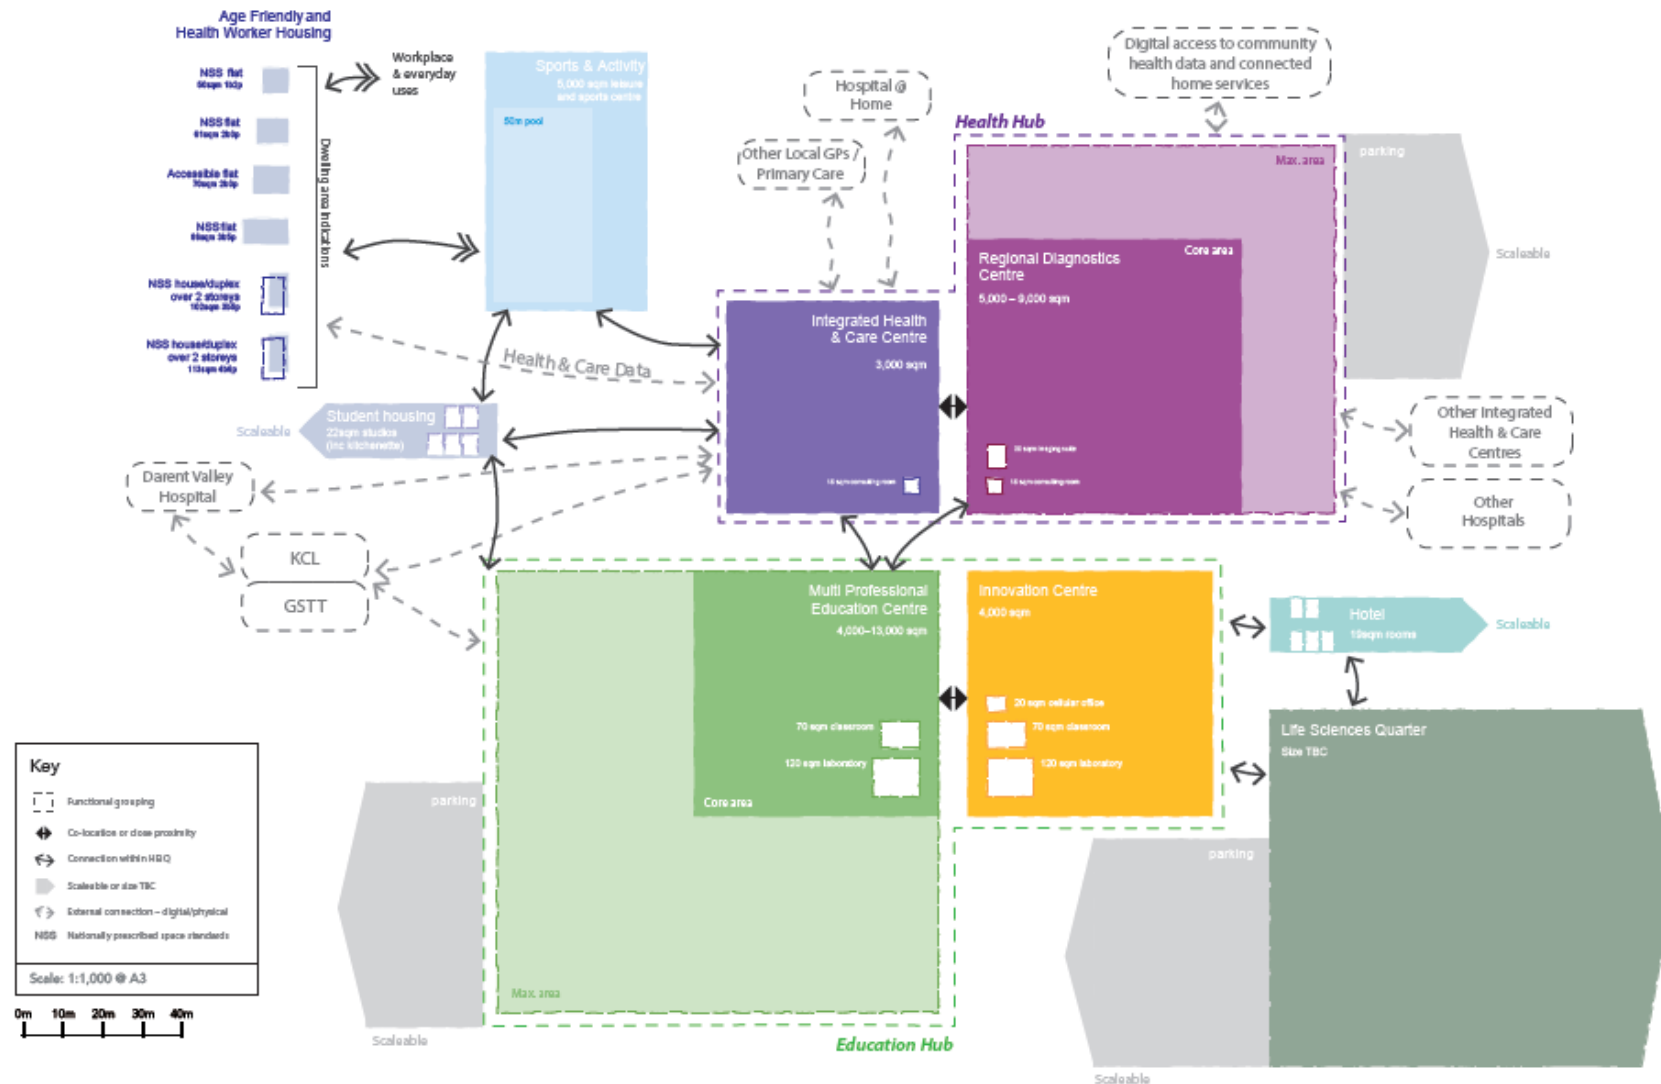 Age Friendly and
Health Worker Housing
NSS flat
50sqm 1b2p
NSS flat
61sqm 2b3p
Accessible flat
70sqm 2b3p
NSS flat
NSS house/duplex
over 2 storeys
NSS house/duplex
over 2 storeys
Dwelling area indications
Workplace
& everyday
uses
Sports & Activity
5,000 sqm leisure
and sports centre
50m pool
Hospital @
Home
Other Local GPs /
Primary Care
Digital access to community
health data and connected
home services
Health Hub
Max. area
parking
Scaleable
Core area
Regional Diagnostics
Centre
5,000 – 9,000 sqm
Integrated Health
& Care Centre
3,000 sqm
Health & Care Data
Student housing
22sqm studios
(inc kitchenette)
Scaleable
Darent Valley
Hospital
KCL
GSTT
Other Integrated
Health & Care
Centres
Other
Hospitals
Multi Professional
Education Centre
4,000–13,000 sqm
70 sqm classroom
120 sqm laboratory
Core area
Max. area
Education Hub
Innovation Centre
4,000 sqm
20 sqm cellular office
70 sqm classroom
120 sqm laboratory
Hotel
19sqm rooms
Scaleable
Life Sciences Quarter
Size TBC
parking
Scaleable
parking
Scaleable
Key
Functional grouping
Co-location or close proximity
Connection within HBQ
Scaleable or size TBC
External connection – digital/physical
NSS Nationally prescribed space standards
Scale: 1:1,000 @ A3
0m 10m 20m 30m 40m